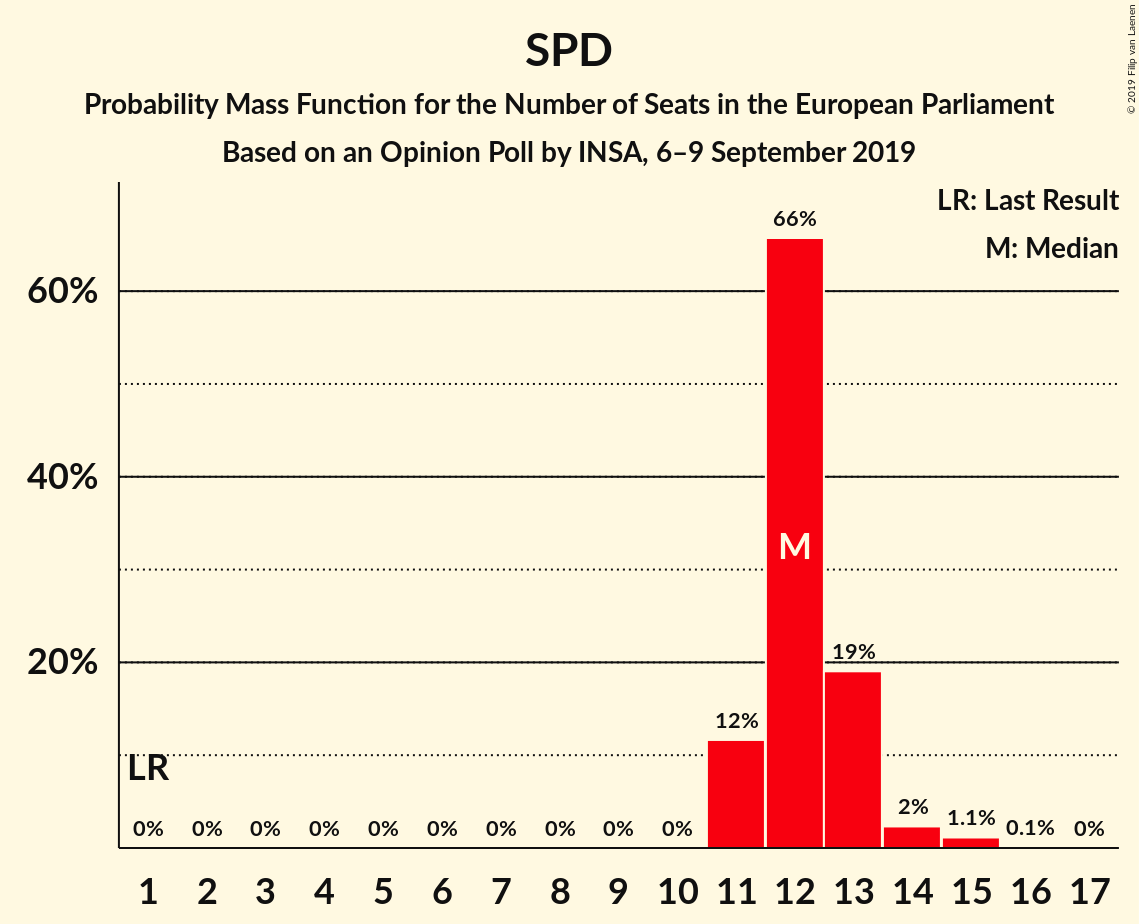 SPD
Probability Mass Function for the Number of Seats in the European Parliament
Based on an Opinion Poll by INSA, 6–9 September 2019
© 2019 Filip van Laenen
LR: Last Result
M: Median
66%
60%
40%
M
20%
19%
12%
LR
2%
1.1%
0% 0% 0% 0% 0% 0% 0% 0% 0% 0% 0.1% 0%
1 2 3 4 5 6 7 8 9 10 11 12 13 14 15 16 17